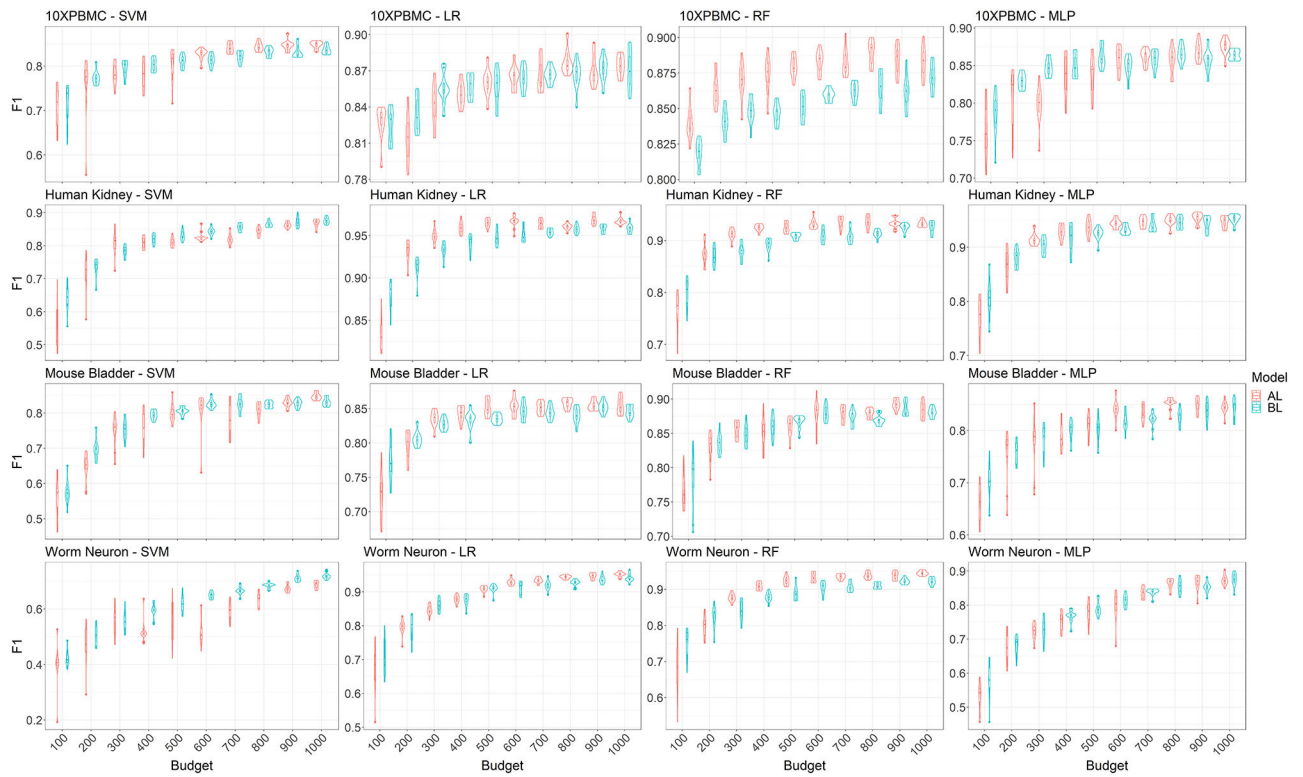 10XPBMC - SVM
10XPBMC - LR
10XPBMC - RF
10XPBMC - MLP
F1
0.8
0.7
0.6
0.90
0.87
0.84
0.81
0.78
0.900
0.875
0.850
0.825
0.800
0.85
0.80
0.75
0.70
Human Kidney - SVM
Human Kidney - LR
Human Kidney - RF
Human Kidney - MLP
F1
0.9
0.8
0.7
0.6
0.5
0.95
0.90
0.85
0.9
0.8
0.7
0.9
0.8
0.7
Mouse Bladder - SVM
Mouse Bladder - LR
Mouse Bladder - RF
Mouse Bladder - MLP
F1
0.8
0.7
0.6
0.5
0.85
0.80
0.75
0.70
0.90
0.85
0.80
0.75
0.70
0.8
0.7
0.6
Model
AL
BL
Worm Neuron - SVM
Worm Neuron - LR
Worm Neuron - RF
Worm Neuron - MLP
F1
0.6
0.4
0.2
0.9
0.8
0.7
0.6
0.5
0.9
0.8
0.7
0.6
0.9
0.8
0.7
0.6
0.5
100 200 300 400 500 600 700 800 900 1000
100 200 300 400 500 600 700 800 900 1000
100 200 300 400 500 600 700 800 900 1000
100 200 300 400 500 600 700 800 900 1000
Budget
Budget
Budget
Budget